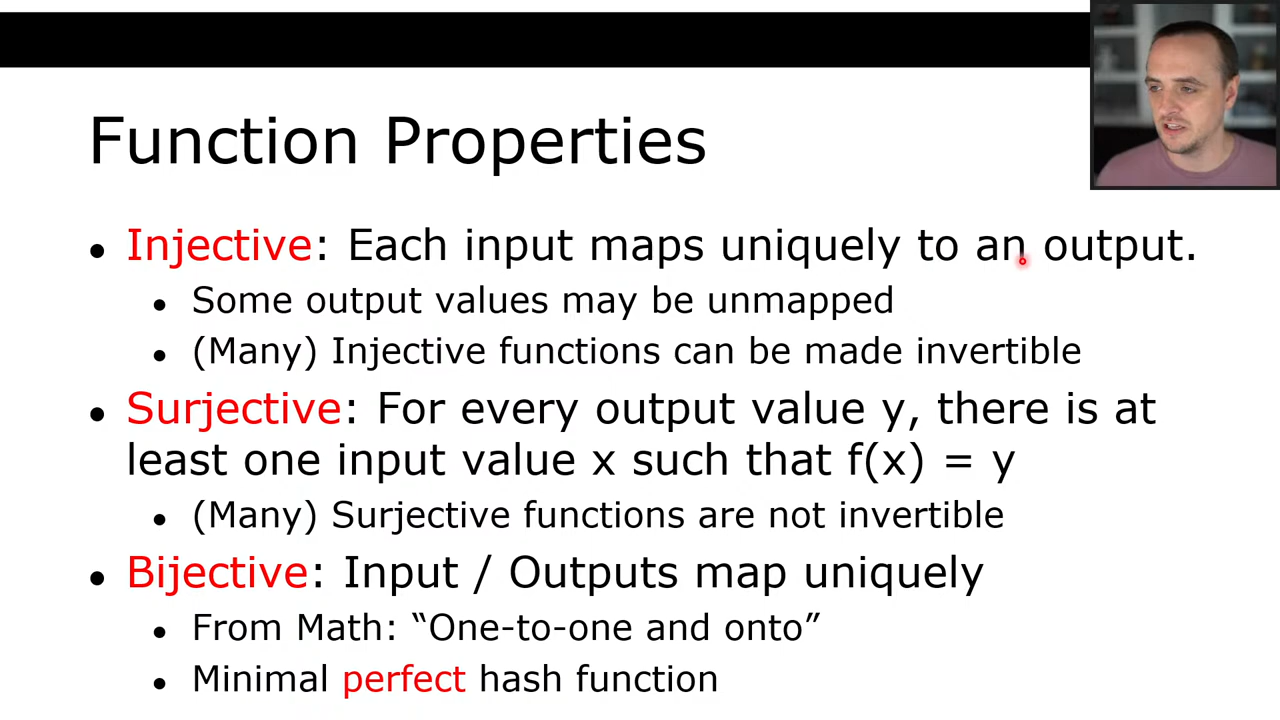 Function Properties
• Injective: Each input maps uniquely to an output.
• Some output values may be unmapped
• (Many) Injective functions can be made invertible
• Surjective: For every output value y, there is at
least one input value x such that f(x) = y
• (Many) Surjective functions are not invertible
• Bijective: Input / Outputs map uniquely
• From Math: “One-to-one and onto”
• Minimal perfect hash function